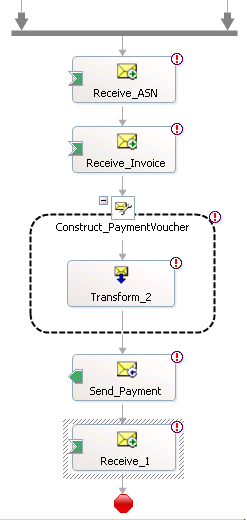 Receive_ASN
Receive_Invoice
Construct_PaymentVoucher
Transform_2
Send_Payment
Receive_1